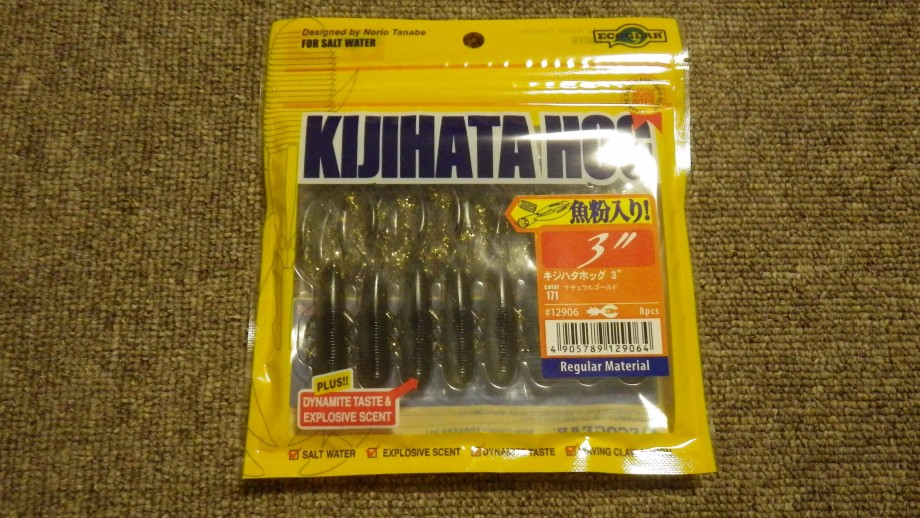 Designed by Norio Tanabe
FOR SALT WATER
ECOGEAR
KIJIHATA HOG
魚粉入り!
3"
キジハタホッグ 3"
color
171 ナチュラルゴールド
#12906 8pcs
4 905789 129064
Regular Material
PLUS!!
DYNAMITE TASTE &
EXPLOSIVE SCENT
SALT WATER EXPLOSIVE SCENT DYNAMITE TASTE